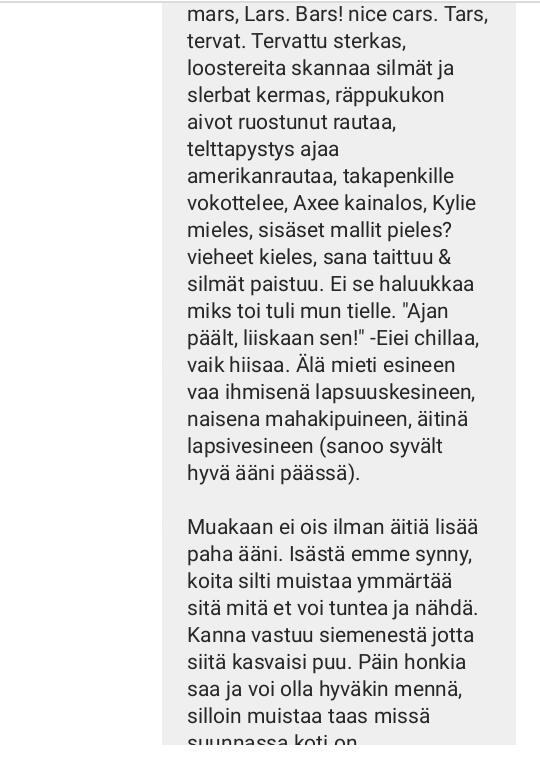 mars, Lars. Bars! nice cars. Tars,
tervat. Tervattu sterkas,
loostereita skannaa silmät ja
slerbat kermas, räppukukon
aivot ruostunut rautaa,
telttapystys ajaa
amerikanrautaa, takapenkille
vokottelee, Axee kainalos, Kylie
mieles, sisäset mallit pieles?
vieheet kieles, sana taittuu &
silmät paistuu. Ei se haluukkaa
miks toi tuli mun tielle. "Ajan
päält, liiskaan sen!" -Eiei chillaa,
vaik hiisaa. Älä mieti esineen
vaa ihmisenä lapsuuskesineen,
naisena mahakipuineen, äitinä
lapsivesineen (sanoo syvält
hyvä ääni päässä).

Muakaan ei ois ilman äitiä lisää
paha ääni. Isästä emme synny,
koita silti muistaa ymmärtää
sitä mitä et voi tuntea ja nähdä.
Kanna vastuu siemenestä jotta
siitä kasvaisi puu. Päin honkia
saa ja voi olla hyväkin mennä,
silloin muistaa taas missä
suunnassa koti on